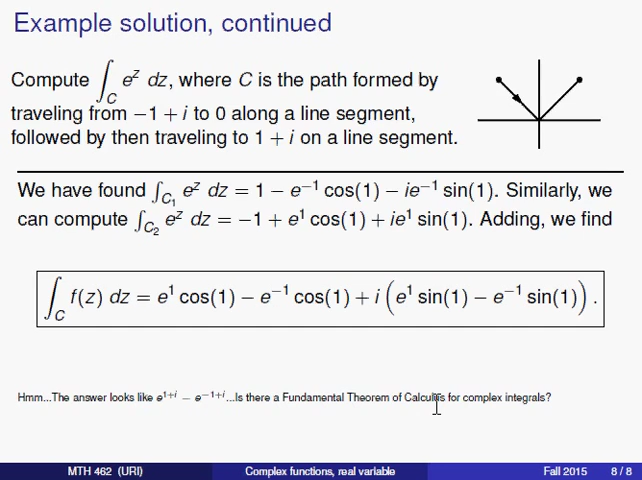 Example solution, continued
Compute ∫_C e^z dz, where C is the path formed by
traveling from −1 + i to 0 along a line segment,
followed by then traveling to 1 + i on a line segment.
We have found ∫_{C_1} e^z dz = 1 − e^{−1} cos(1) − ie^{−1} sin(1). Similarly, we
can compute ∫_{C_2} e^z dz = −1 + e^1 cos(1) + ie^1 sin(1). Adding, we find
∫_C f(z) dz = e^1 cos(1) − e^{−1} cos(1) + i (e^1 sin(1) − e^{−1} sin(1)) .
Hmm...The answer looks like e^{1+i} − e^{−1+i}...Is there a Fundamental Theorem of Calculus for complex integrals?
MTH 462 (URI) Complex functions, real variable Fall 2015 8 / 8